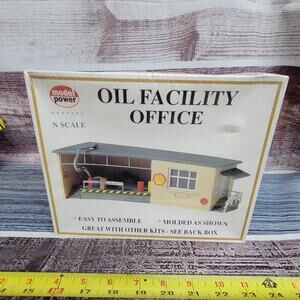 model
power
OIL FACILITY
OFFICE
N SCALE
· EASY TO ASSEMBLE · MOLDED AS SHOWN
GREAT WITH OTHER KITS - SEE BACK BOX